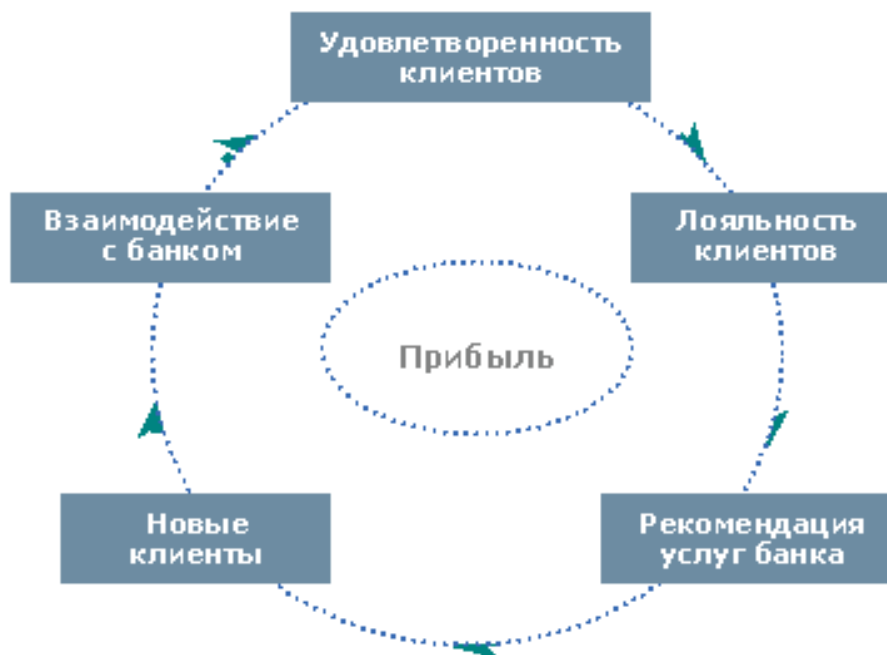 Удовлетворенность
клиентов
Взаимодействие
с банком
Лояльность
клиентов
Прибыль
Новые
клиенты
Рекомендация
услуг банка